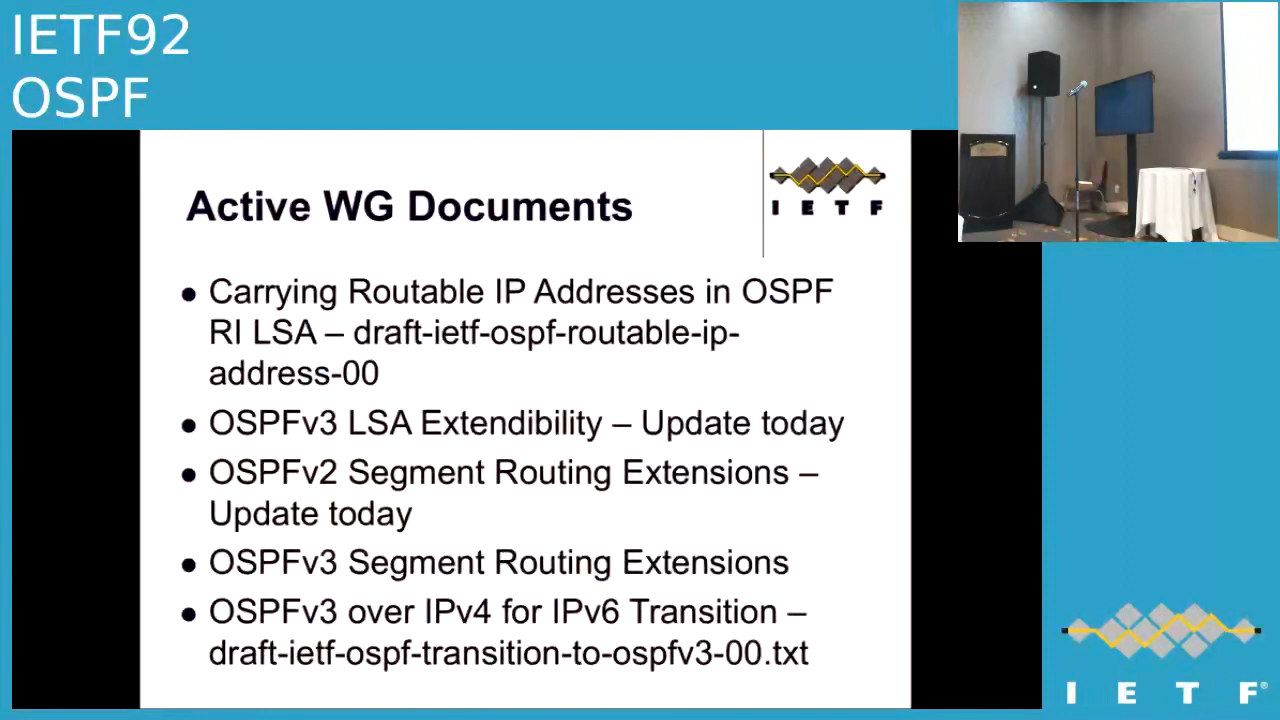 IETF92
OSPF
Active WG Documents
I E T F
● Carrying Routable IP Addresses in OSPF
RI LSA – draft-ietf-ospf-routable-ip-
address-00
● OSPFv3 LSA Extendibility – Update today
● OSPFv2 Segment Routing Extensions –
Update today
● OSPFv3 Segment Routing Extensions
● OSPFv3 over IPv4 for IPv6 Transition –
draft-ietf-ospf-transition-to-ospfv3-00.txt
I E T F®